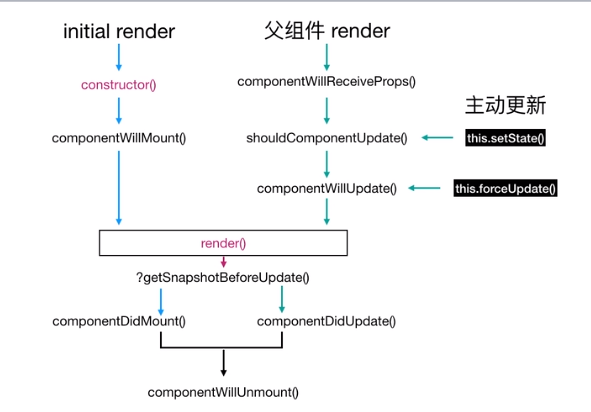 initial render
父组件 render
constructor()
componentWillReceiveProps()
主动更新
componentWillMount()
shouldComponentUpdate()
this.setState()
componentWillUpdate()
this.forceUpdate()
render()
?getSnapshotBeforeUpdate()
componentDidMount()
componentDidUpdate()
componentWillUnmount()